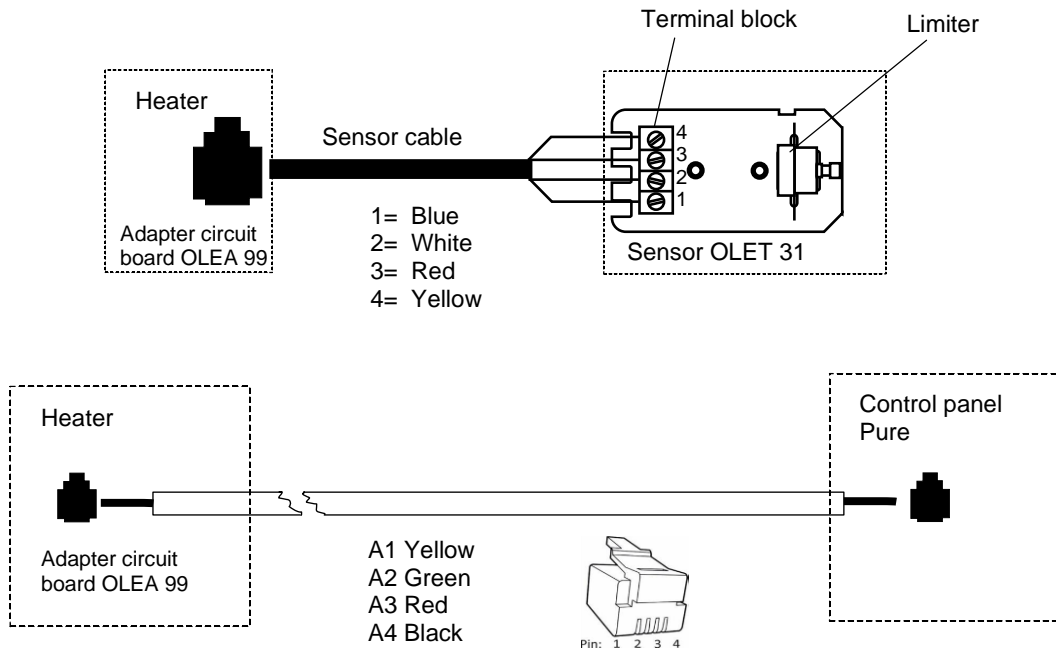 Terminal block
Limiter
Heater
Sensor cable
4
3
2
1
1= Blue
2= White
3= Red
4= Yellow
Adapter circuit
board OLEA 99
Sensor OLET 31
Heater
Control panel
Pure
Adapter circuit
board OLEA 99
A1 Yellow
A2 Green
A3 Red
A4 Black
Pin: 1 2 3 4